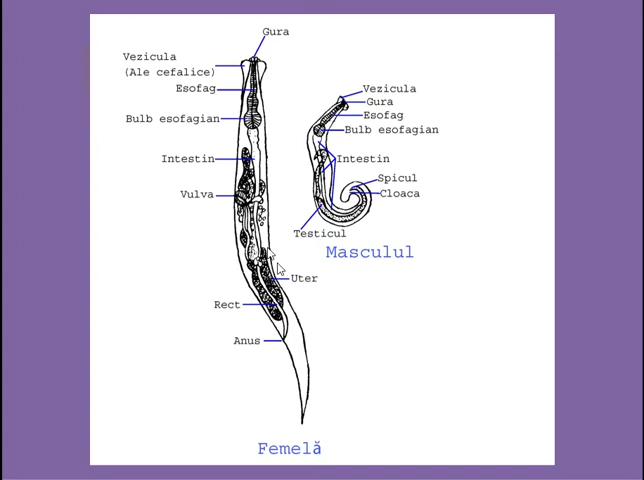 Gura
Vezicula
(Ale cefalice)
Esofag
Bulb esofagian
Intestin
Vulva
Uter
Rect
Anus
Femelă
Vezicula
Gura
Esofag
Bulb esofagian
Intestin
Spicul
Cloaca
Testicul
Masculul